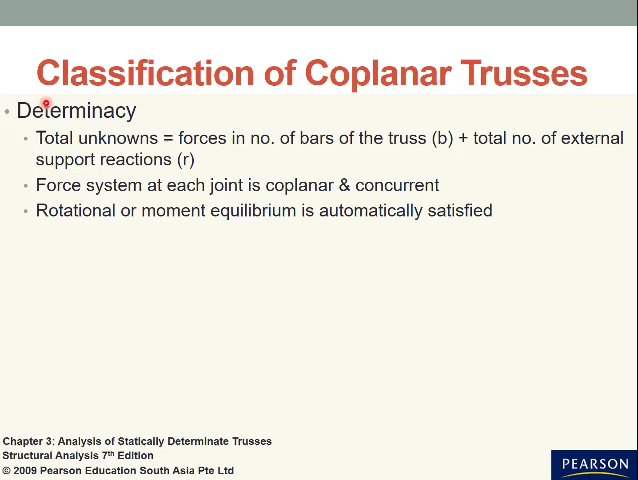 Classification of Coplanar Trusses
• Determinacy
• Total unknowns = forces in no. of bars of the truss (b) + total no. of external
support reactions (r)
• Force system at each joint is coplanar & concurrent
• Rotational or moment equilibrium is automatically satisfied
Chapter 3: Analysis of Statically Determinate Trusses
Structural Analysis 7th Edition
© 2009 Pearson Education South Asia Pte Ltd
PEARSON